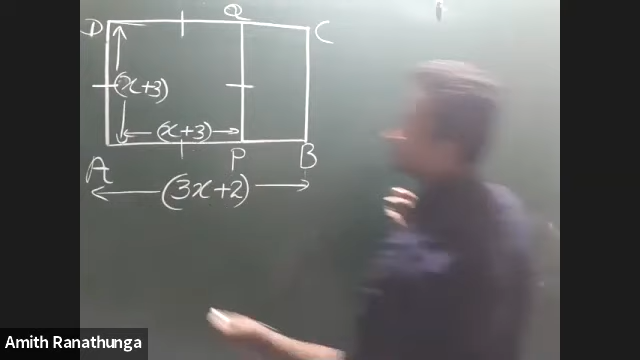 D Q C
(x+3)
(x+3)
A P B
(3x+2)
Amith Ranathunga